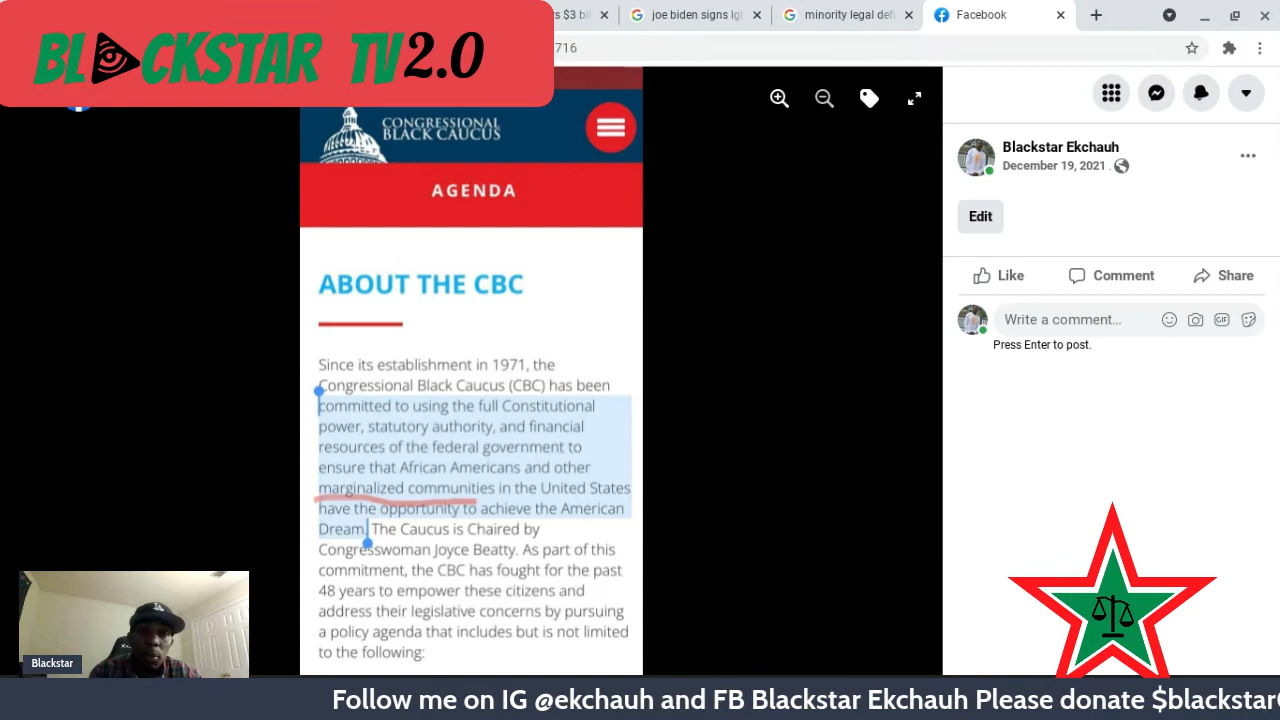 BLACKSTAR TV 2.0
rs $3 bi
joe biden signs lgl
minority legal defi
Facebook
716
CONGRESSIONAL
BLACK CAUCUS
AGENDA
ABOUT THE CBC
Since its establishment in 1971, the
Congressional Black Caucus (CBC) has been
committed to using the full Constitutional
power, statutory authority, and financial
resources of the federal government to
ensure that African Americans and other
marginalized communities in the United States
have the opportunity to achieve the American
Dream. The Caucus is Chaired by
Congresswoman Joyce Beatty. As part of this
commitment, the CBC has fought for the past
48 years to empower these citizens and
address their legislative concerns by pursuing
a policy agenda that includes but is not limited
to the following:
Blackstar Ekchauh
December 19, 2021
Edit
Like
Comment
Share
Write a comment...
GIF
Press Enter to post.
Blackstar
Follow me on IG @ekchauh and FB Blackstar Ekchauh Please donate $blackstar